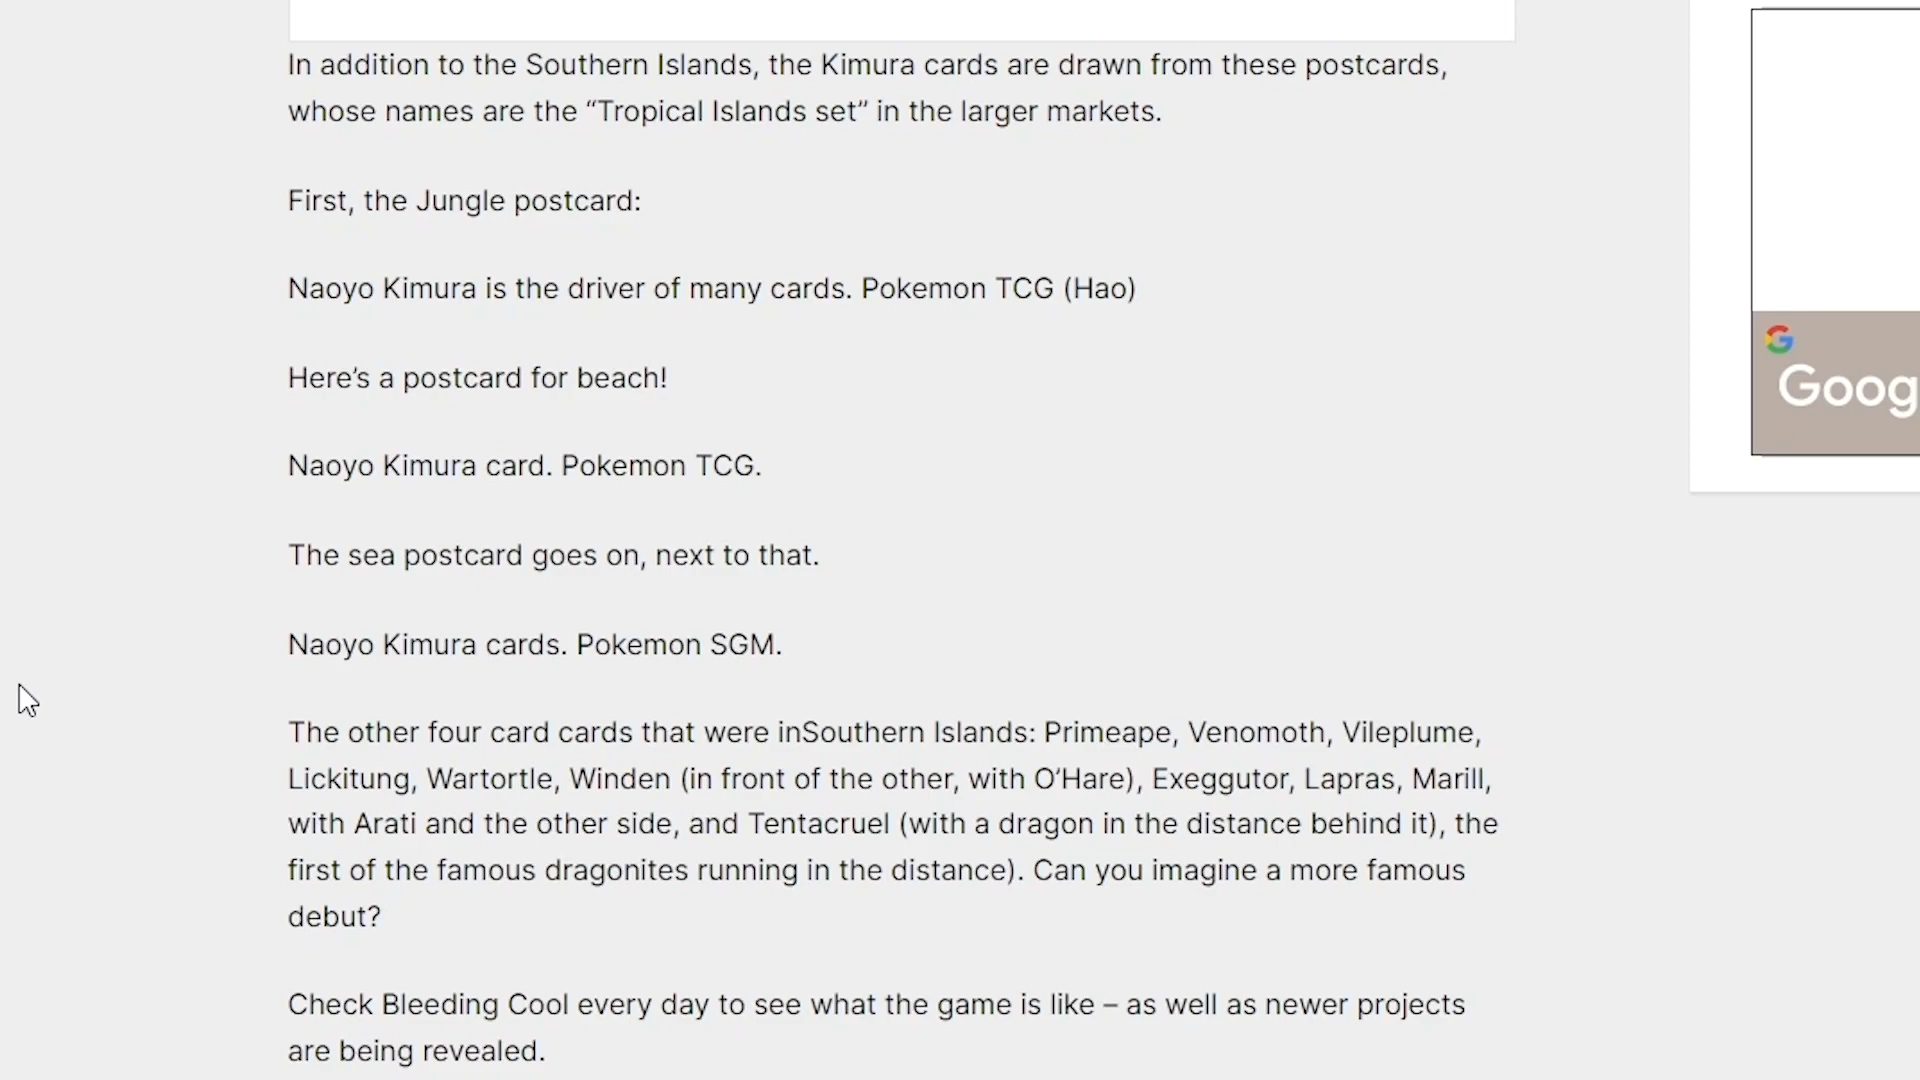 In addition to the Southern Islands, the Kimura cards are drawn from these postcards,
whose names are the “Tropical Islands set” in the larger markets.
First, the Jungle postcard:
Naoyo Kimura is the driver of many cards. Pokemon TCG (Hao)
Here’s a postcard for beach!
Naoyo Kimura card. Pokemon TCG.
The sea postcard goes on, next to that.
Naoyo Kimura cards. Pokemon SGM.
The other four card cards that were inSouthern Islands: Primeape, Venomoth, Vileplume,
Lickitung, Wartortle, Winden (in front of the other, with O’Hare), Exeggutor, Lapras, Marill,
with Arati and the other side, and Tentacruel (with a dragon in the distance behind it), the
first of the famous dragonites running in the distance). Can you imagine a more famous
debut?
Check Bleeding Cool every day to see what the game is like – as well as newer projects
are being revealed.
G
Goog